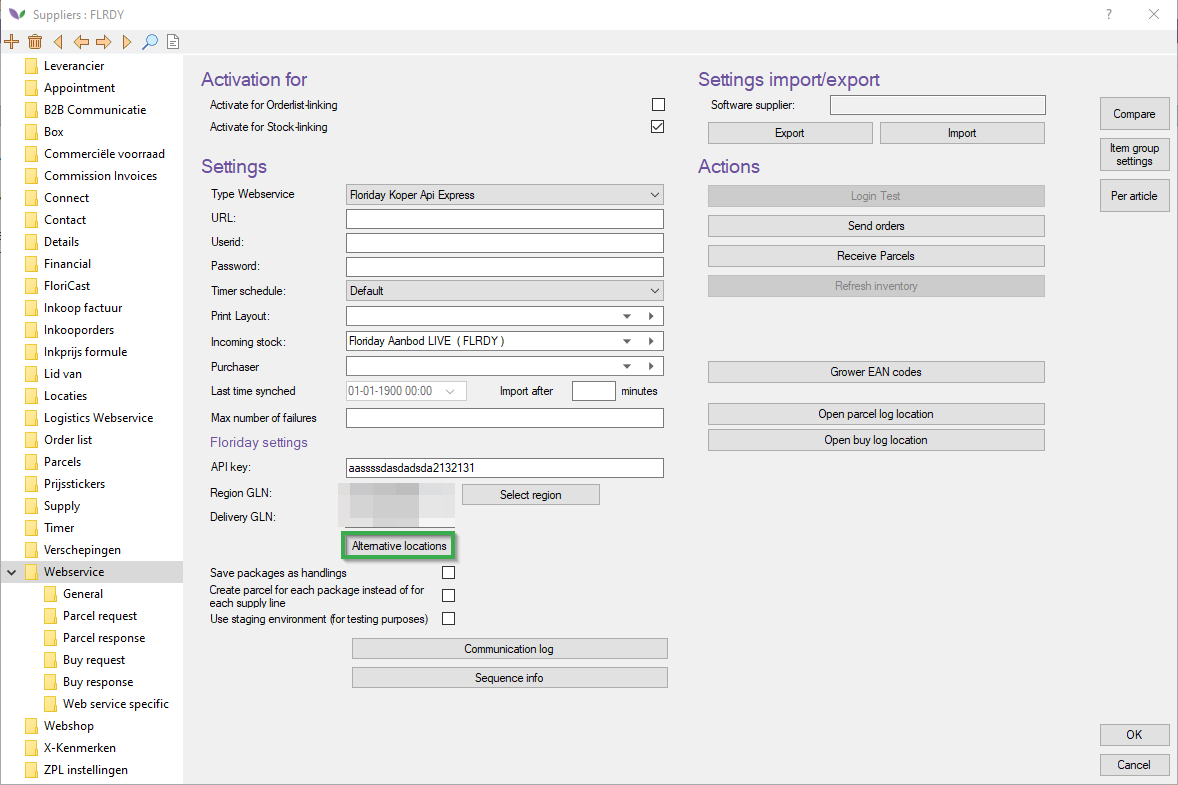 Suppliers : FLRDY
?
Leverancier
Appointment
B2B Communicatie
Box
Commerciële voorraad
Commission Invoices
Connect
Contact
Details
Financial
FloriCast
Inkoop factuur
Inkooporders
Inkprijs formule
Lid van
Locaties
Logistics Webservice
Order list
Parcels
Prijsstickers
Supply
Timer
Verschepingen
Webservice
General
Parcel request
Parcel response
Buy request
Buy response
Web service specific
Webshop
X-Kenmerken
ZPL instellingen
Activation for
Activate for Orderlist-linking
Activate for Stock-linking
Settings
Type Webservice
Floriday Koper Api Express
URL:
Userid:
Password:
Timer schedule:
Default
Print Layout:
Incoming stock:
Floriday Aanbod LIVE ( FLRDY )
Purchaser
Last time synched
01-01-1900 00:00
Import after
minutes
Max number of failures
Floriday settings
API key:
aassssdasdadsda2132131
Region GLN:
Select region
Delivery GLN:
Alternative locations
Save packages as handlings
Create parcel for each package instead of for
each supply line
Use staging environment (for testing purposes)
Communication log
Sequence info
Settings import/export
Software supplier:
Export
Import
Actions
Login Test
Send orders
Receive Parcels
Refresh inventory
Grower EAN codes
Open parcel log location
Open buy log location
Compare
Item group
settings
Per article
OK
Cancel